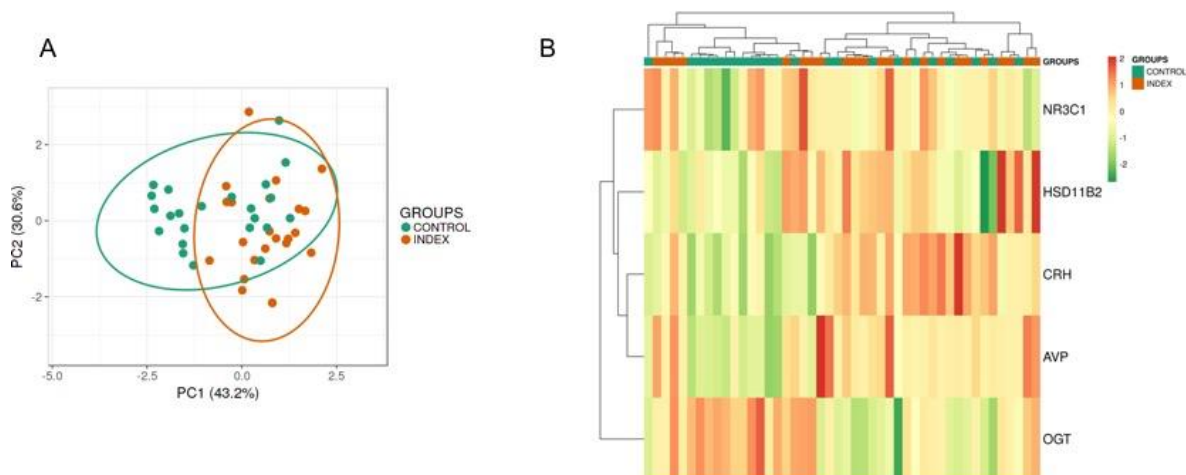 A
B
2
0
-2
PC2 (30.6%)
-5.0
-2.5
0.0
2.5
PC1 (43.2%)
GROUPS
CONTROL
INDEX
GROUPS
NR3C1
HSD11B2
CRH
AVP
OGT
2
1
0
-1
-2
GROUPS
CONTROL
INDEX